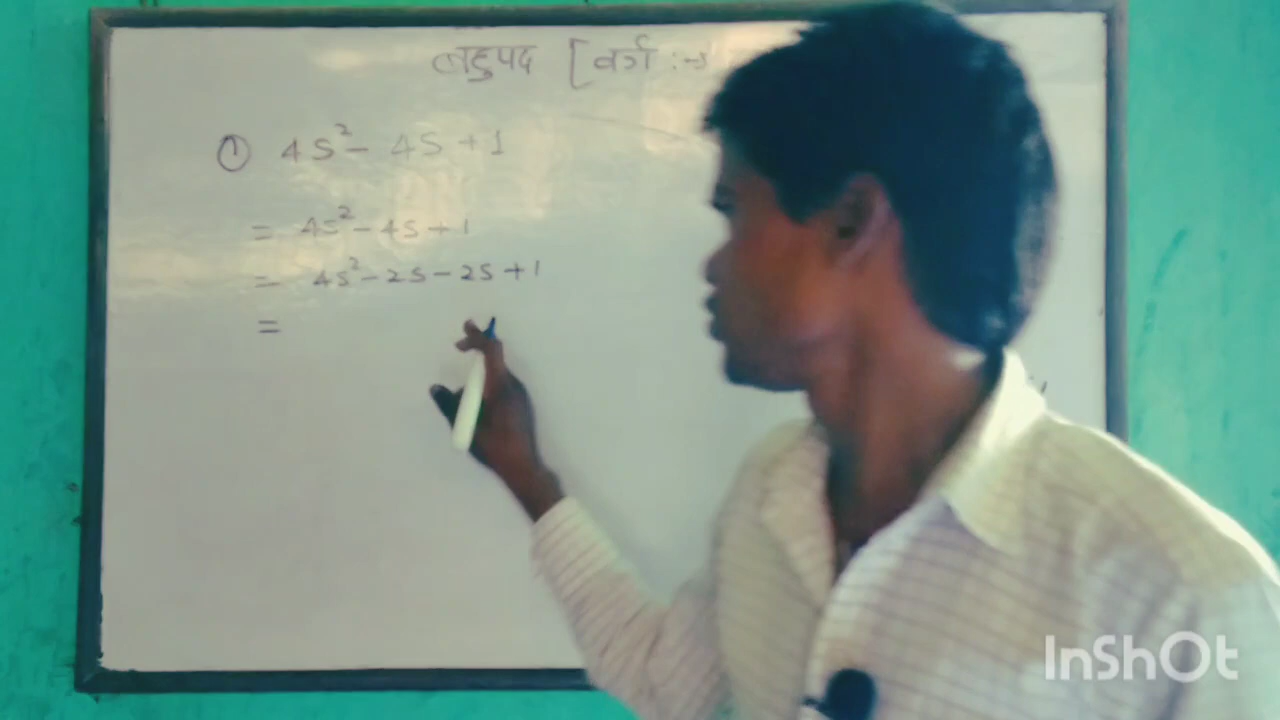 बहुपद [वर्ग :-
① 4S² - 4S + 1
= 4S² - 4S + 1
= 4S² - 2S - 2S + 1
=
InShOt